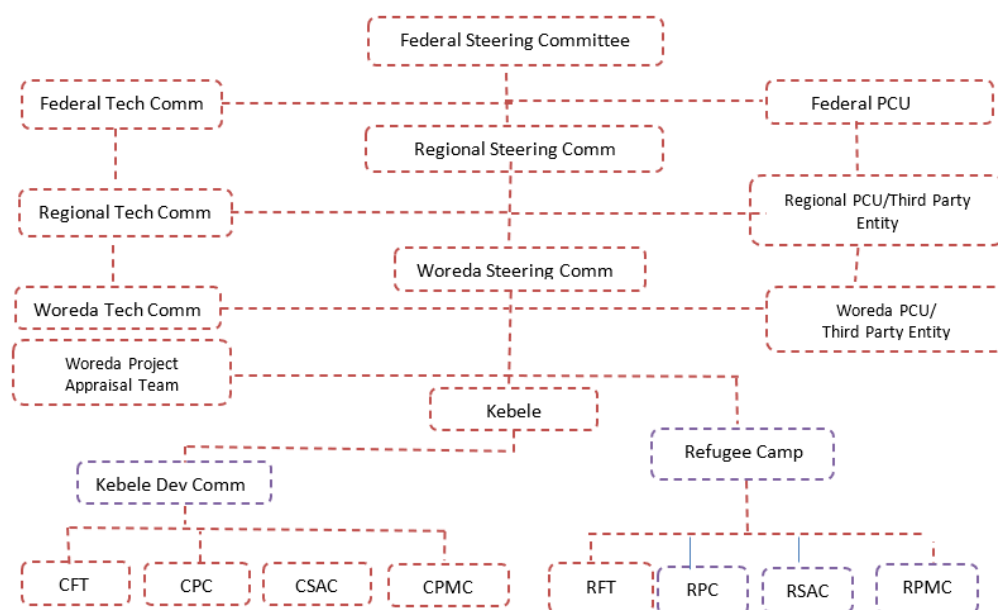 Federal Steering Committee
Federal Tech Comm
Federal PCU
Regional Steering Comm
Regional Tech Comm
Regional PCU/Third Party
Entity
Woreda Steering Comm
Woreda Tech Comm
Woreda PCU/
Third Party Entity
Woreda Project
Appraisal Team
Kebele
Refugee Camp
Kebele Dev Comm
CFT
CPC
CSAC
CPMC
RFT
RPC
RSAC
RPMC